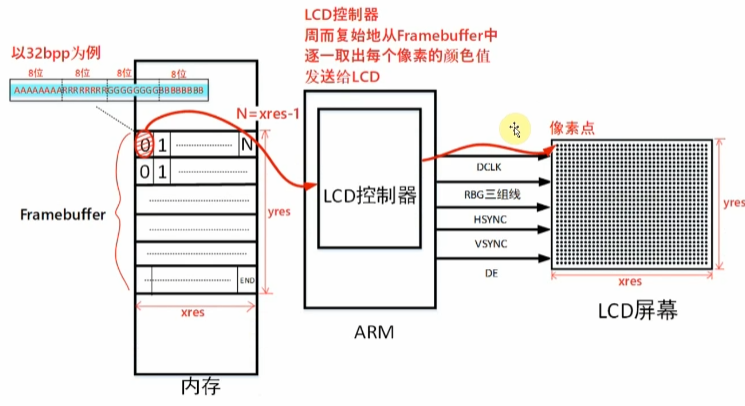 LCD控制器
周而复始地从Framebuffer中
逐一取出每个像素的颜色值
发送给LCD
以32bpp为例
8位 8位 8位 8位
AAAAAAAARRRRRRRRGGGGGGGGBBBBBBBB
N=xres-1
0 1 N
0 1
Framebuffer
yres
END
xres
内存
LCD控制器
ARM
DCLK
RBG三组线
HSYNC
VSYNC
DE
像素点
yres
xres
LCD屏幕